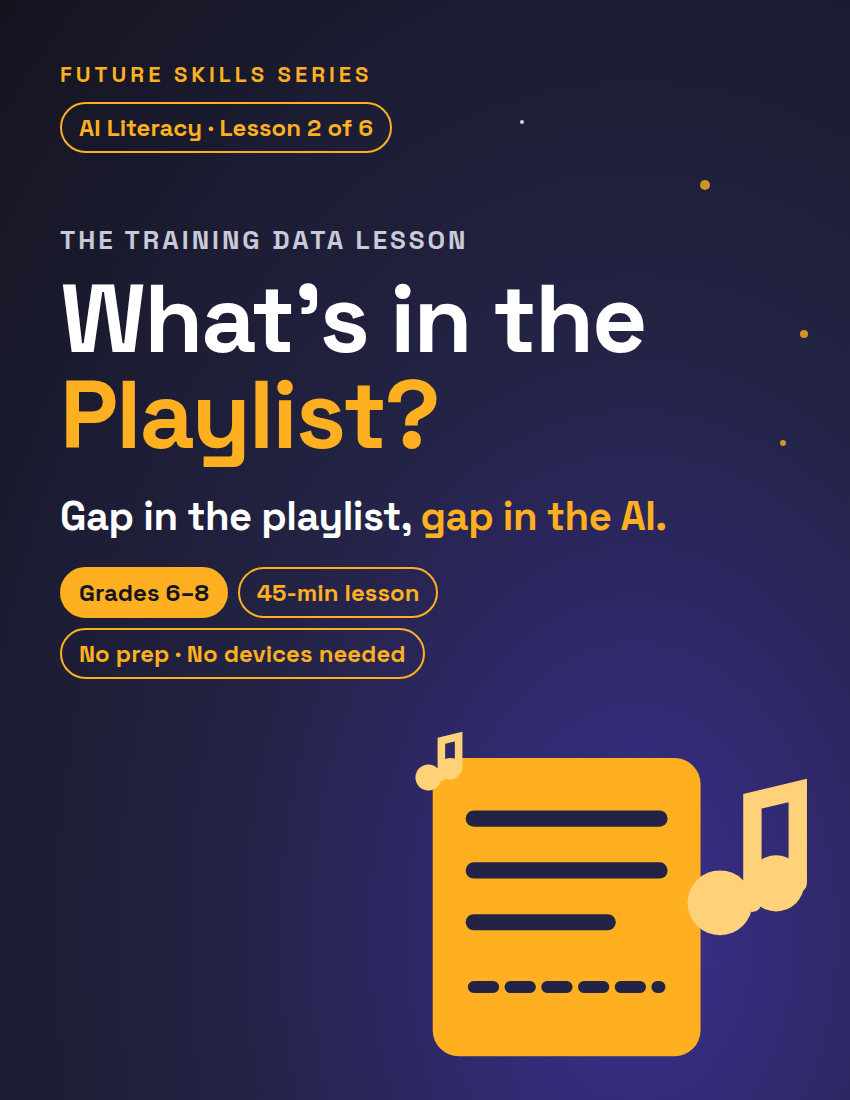 FUTURE SKILLS SERIES
AI Literacy · Lesson 2 of 6
THE TRAINING DATA LESSON
What’s in the
Playlist?
Gap in the playlist, gap in the AI.
Grades 6–8
45-min lesson
No prep · No devices needed